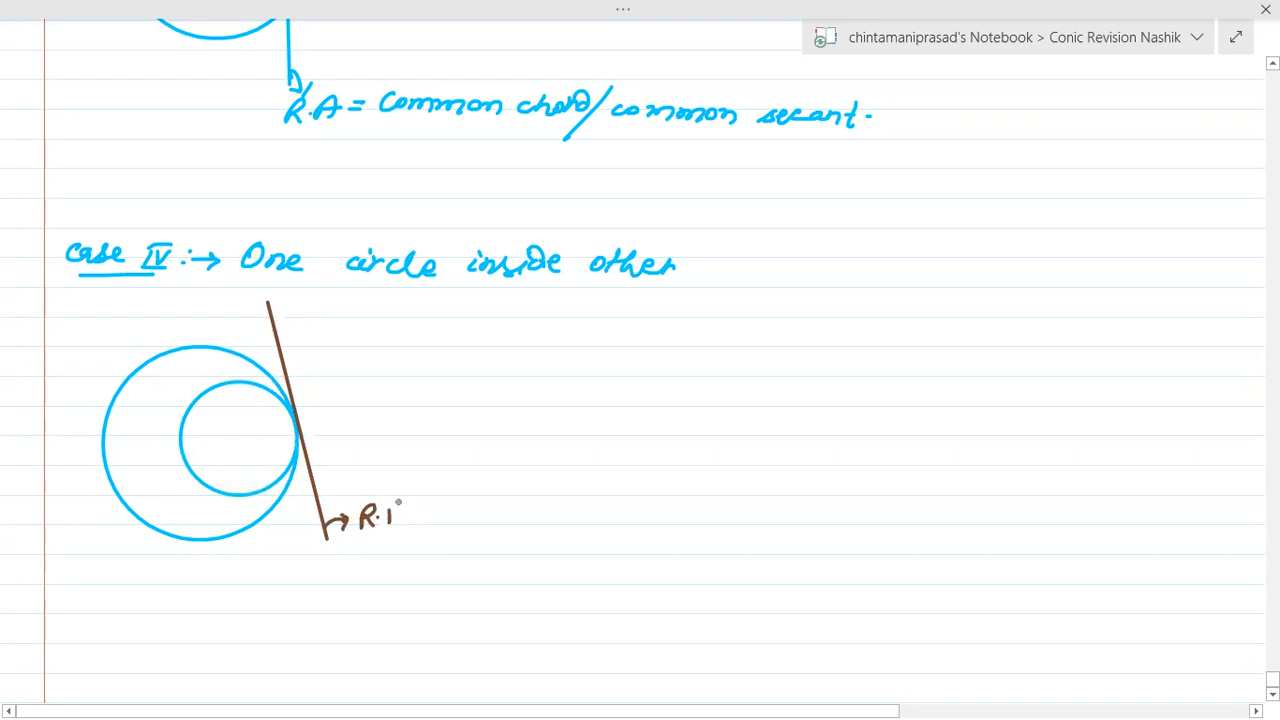 chintamaniprasad's Notebook > Conic Revision Nashik
R.A = Common chord/common secant.
Case IV :→ One circle inside other
→ R.